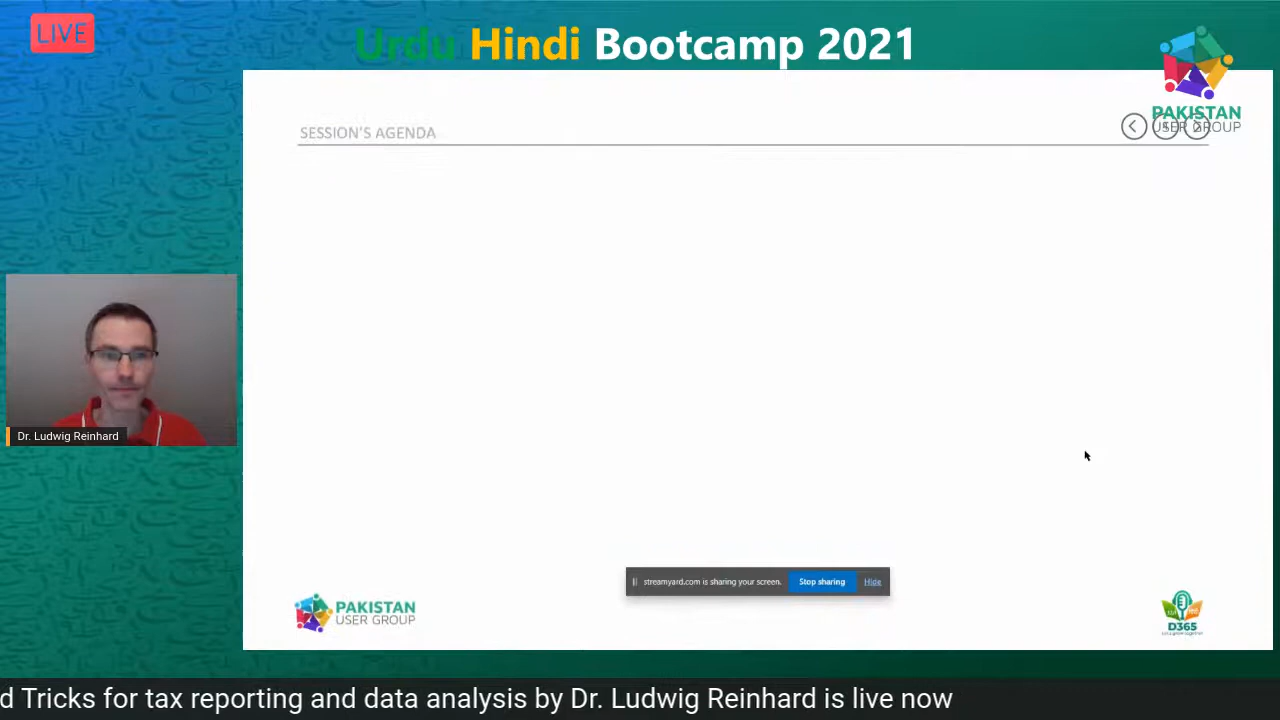 LIVE
Urdu Hindi Bootcamp 2021
PAKISTAN
USER GROUP
SESSION'S AGENDA
Dr. Ludwig Reinhard
streamyard.com is sharing your screen. Stop sharing Hide
PAKISTAN
USER GROUP
D365
d Tricks for tax reporting and data analysis by Dr. Ludwig Reinhard is live now